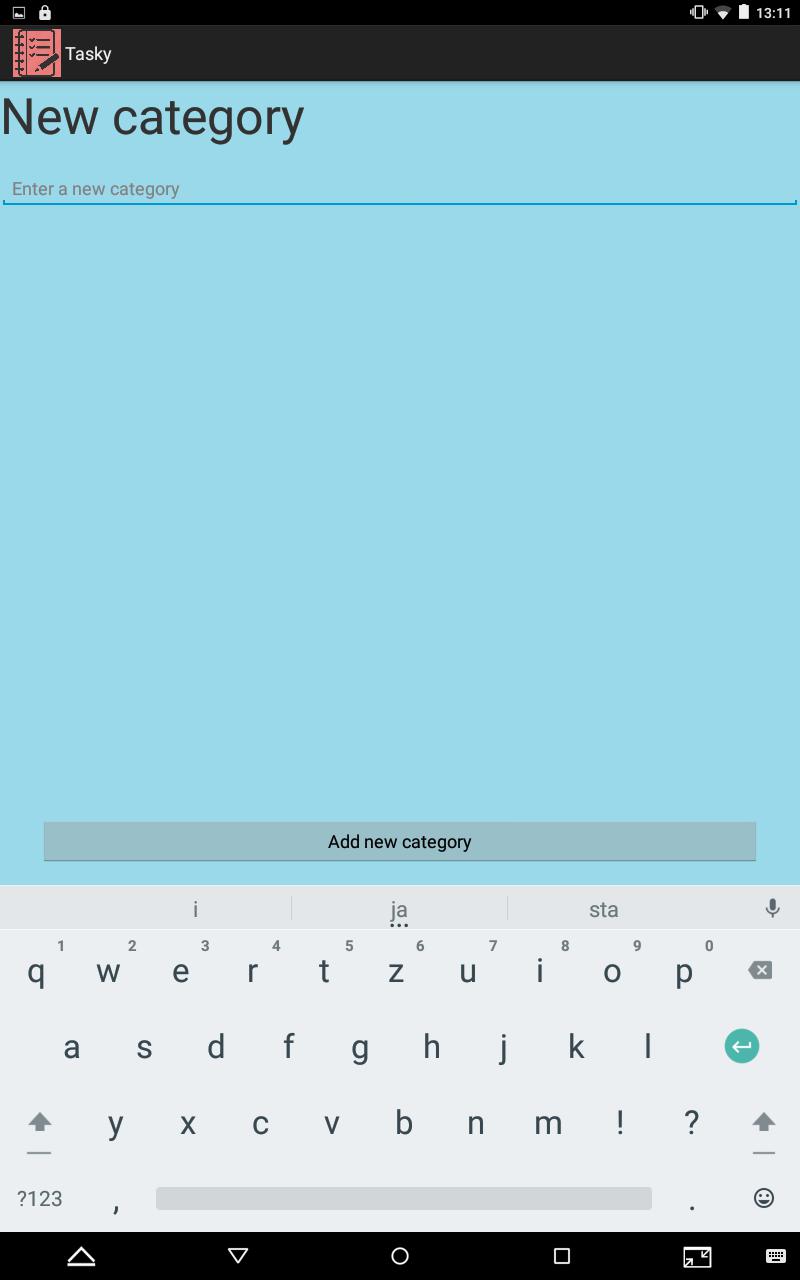 13:11
Tasky
New category
Enter a new category
Add new category
i ja sta
1 2 3 4 5 6 7 8 9 0
q w e r t z u i o p
a s d f g h j k l
y x c v b n m ! ?
?123 , .